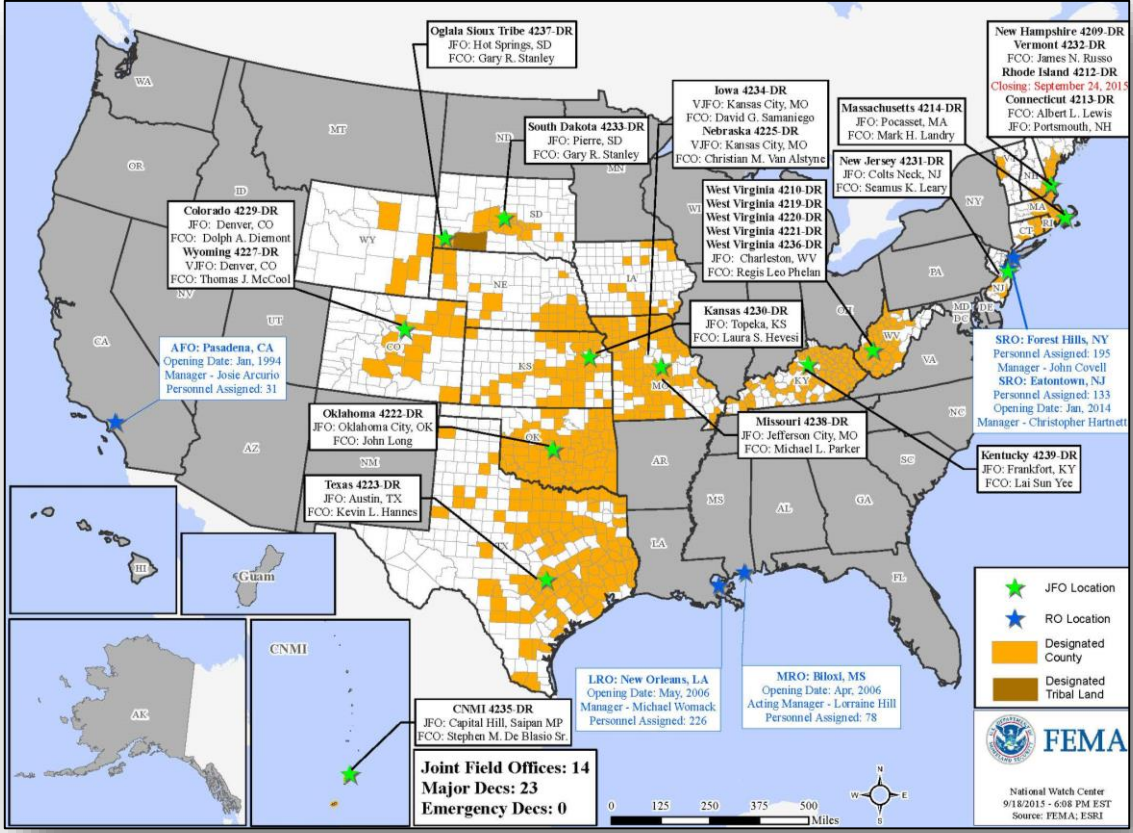 Oglala Sioux Tribe 4237-DR
JFO: Hot Springs, SD
FCO: Gary R. Stanley
South Dakota 4233-DR
JFO: Pierre, SD
FCO: Gary R. Stanley
Iowa 4234-DR
VJFO: Kansas City, MO
FCO: David G. Samaniego
Nebraska 4225-DR
VJFO: Kansas City, MO
FCO: Christian M. Van Alstyne
New Hampshire 4209-DR
Vermont 4232-DR
FCO: James N. Russo
Rhode Island 4212-DR
Closing: September 24, 2015
Connecticut 4213-DR
FCO: Albert L. Lewis
JFO: Portsmouth, NH
Massachusetts 4214-DR
JFO: Pocasset, MA
FCO: Mark H. Landry
New Jersey 4231-DR
JFO: Colts Neck, NJ
FCO: Seamus K. Leary
West Virginia 4210-DR
West Virginia 4219-DR
West Virginia 4220-DR
West Virginia 4221-DR
West Virginia 4236-DR
JFO: Charleston, WV
FCO: Regis Leo Phelan
Colorado 4229-DR
JFO: Denver, CO
FCO: Dolph A. Diemont
Wyoming 4227-DR
VJFO: Denver, CO
FCO: Thomas J. McCool
Kansas 4230-DR
JFO: Topeka, KS
FCO: Laura S. Hevesi
AFO: Pasadena, CA
Opening Date: Jan, 1994
Manager - Josie Arcurio
Personnel Assigned: 31
SRO: Forest Hills, NY
Personnel Assigned: 195
Manager - John Covell
SRO: Eatontown, NJ
Personnel Assigned: 133
Opening Date: Jan, 2014
Manager - Christopher Hartnett
Oklahoma 4222-DR
JFO: Oklahoma City, OK
FCO: John Long
Missouri 4238-DR
JFO: Jefferson City, MO
FCO: Michael L. Parker
Kentucky 4239-DR
JFO: Frankfort, KY
FCO: Lai Sun Yee
Texas 4223-DR
JFO: Austin, TX
FCO: Kevin L. Hannes
LRO: New Orleans, LA
Opening Date: May, 2006
Manager - Michael Womack
Personnel Assigned: 226
MRO: Biloxi, MS
Opening Date: Apr, 2006
Acting Manager - Lorraine Hill
Personnel Assigned: 78
CNMI 4235-DR
JFO: Capital Hill, Saipan MP
FCO: Stephen M. De Blasio Sr.
WA
MT
ND
MN
OR
ID
SD
WI
NY
VT
NH
MA
CT
RI
WY
IA
NE
PA
NJ
NV
UT
CO
OH
MD
DE
DC
WV
VA
CA
KS
MO
KY
NC
AZ
NM
OK
AR
SC
TX
LA
MS
AL
GA
FL
HI
Guam
AK
CNMI
Joint Field Offices: 14
Major Decs: 23
Emergency Decs: 0
0 125 250 375 500
Miles
N
W E
S
JFO Location
RO Location
Designated
County
Designated
Tribal Land
FEMA
National Watch Center
9/18/2015 - 6:08 PM EST
Source: FEMA; ESRI